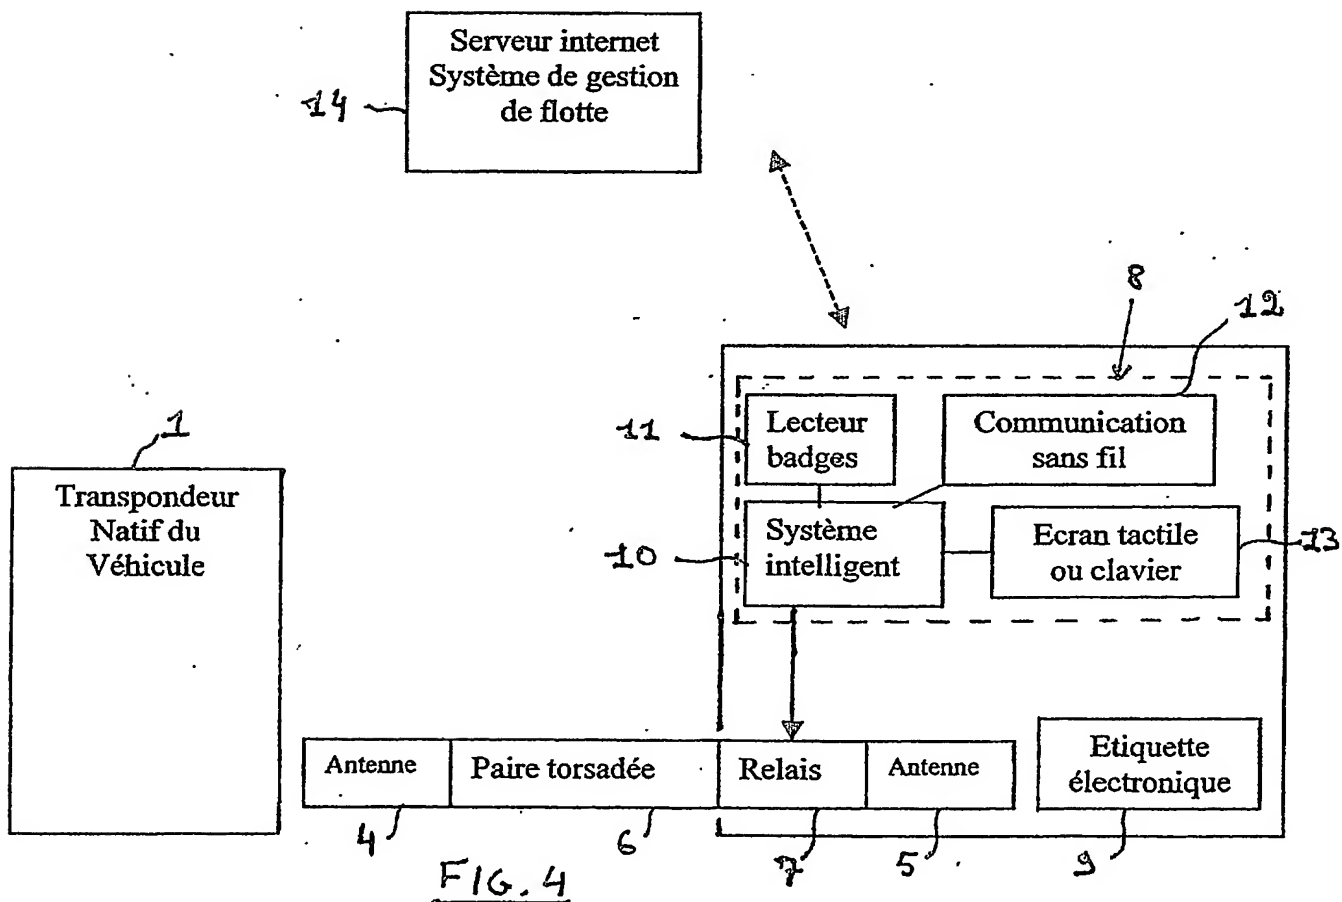 Serveur internet
Système de gestion
de flotte
14
8
12
1
11
Lecteur
badges
Communication
sans fil
Transpondeur
Natif du
Véhicule
10
Système
intelligent
Ecran tactile
ou clavier
13
Antenne
Paire torsadée
Relais
Antenne
Etiquette
électronique
4
6
7
5
9
FIG. 4